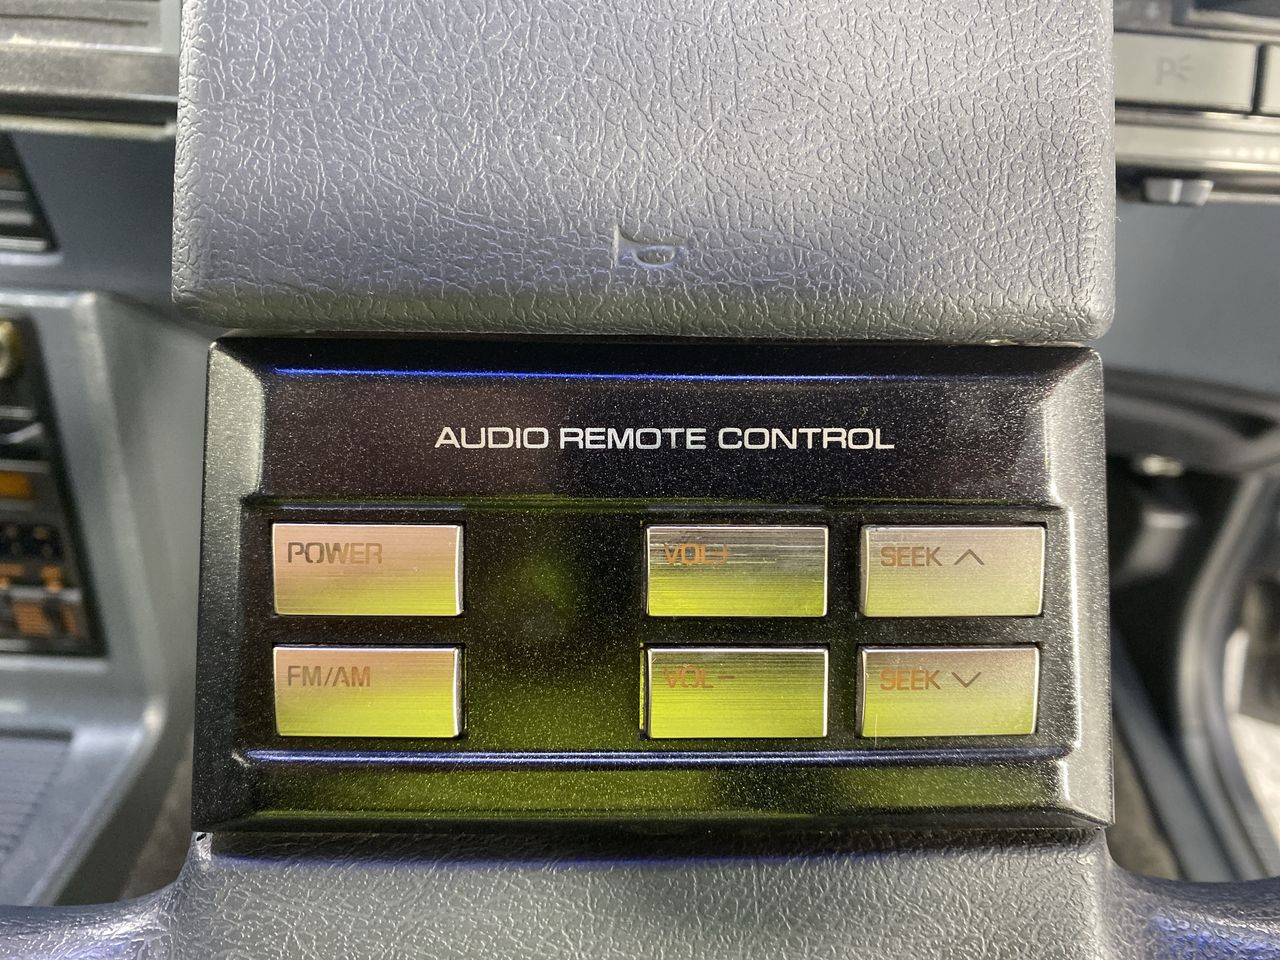 AUDIO REMOTE CONTROL
POWER VOL+ SEEK ∧
FM/AM VOL− SEEK ∨
P